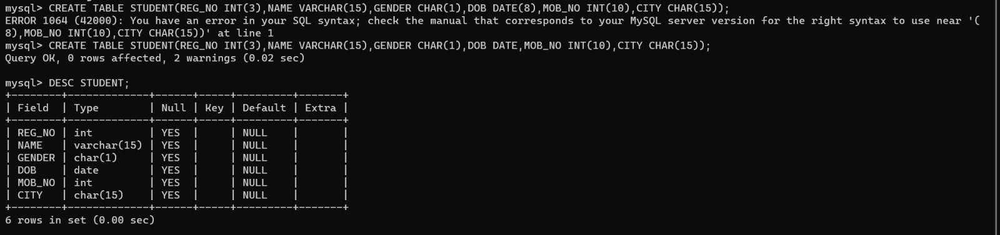 mysql> CREATE TABLE STUDENT(REG_NO INT(3),NAME VARCHAR(15),GENDER CHAR(1),DOB DATE(8),MOB_NO INT(10),CITY CHAR(15));
ERROR 1064 (42000): You have an error in your SQL syntax; check the manual that corresponds to your MySQL server version for the right syntax to use near '(
8),MOB_NO INT(10),CITY CHAR(15))' at line 1
mysql> CREATE TABLE STUDENT(REG_NO INT(3),NAME VARCHAR(15),GENDER CHAR(1),DOB DATE,MOB_NO INT(10),CITY CHAR(15));
Query OK, 0 rows affected, 2 warnings (0.02 sec)

mysql> DESC STUDENT;
+--------+-------------+------+-----+---------+-------+
| Field  | Type        | Null | Key | Default | Extra |
+--------+-------------+------+-----+---------+-------+
| REG_NO | int         | YES  |     | NULL    |       |
| NAME   | varchar(15) | YES  |     | NULL    |       |
| GENDER | char(1)     | YES  |     | NULL    |       |
| DOB    | date        | YES  |     | NULL    |       |
| MOB_NO | int         | YES  |     | NULL    |       |
| CITY   | char(15)    | YES  |     | NULL    |       |
+--------+-------------+------+-----+---------+-------+
6 rows in set (0.00 sec)